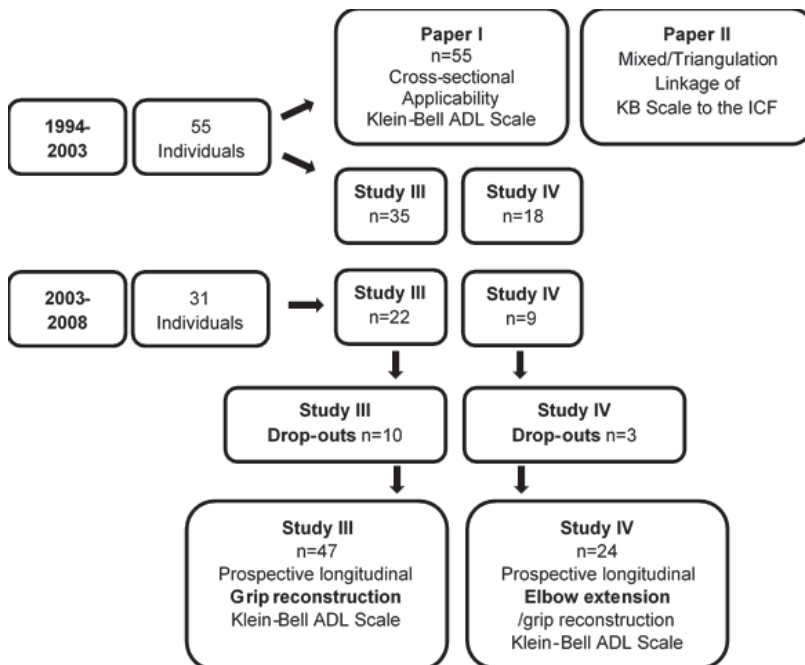 Paper I
n=55
Cross-sectional
Applicability
Klein-Bell ADL Scale
Paper II
Mixed/Triangulation
Linkage of
KB Scale to the ICF
1994-
2003
55
Individuals
Study III
n=35
Study IV
n=18
2003-
2008
31
Individuals
Study III
n=22
Study IV
n=9
Study III
Drop-outs n=10
Study IV
Drop-outs n=3
Study III
n=47
Prospective longitudinal
Grip reconstruction
Klein-Bell ADL Scale
Study IV
n=24
Prospective longitudinal
Elbow extension
/grip reconstruction
Klein-Bell ADL Scale